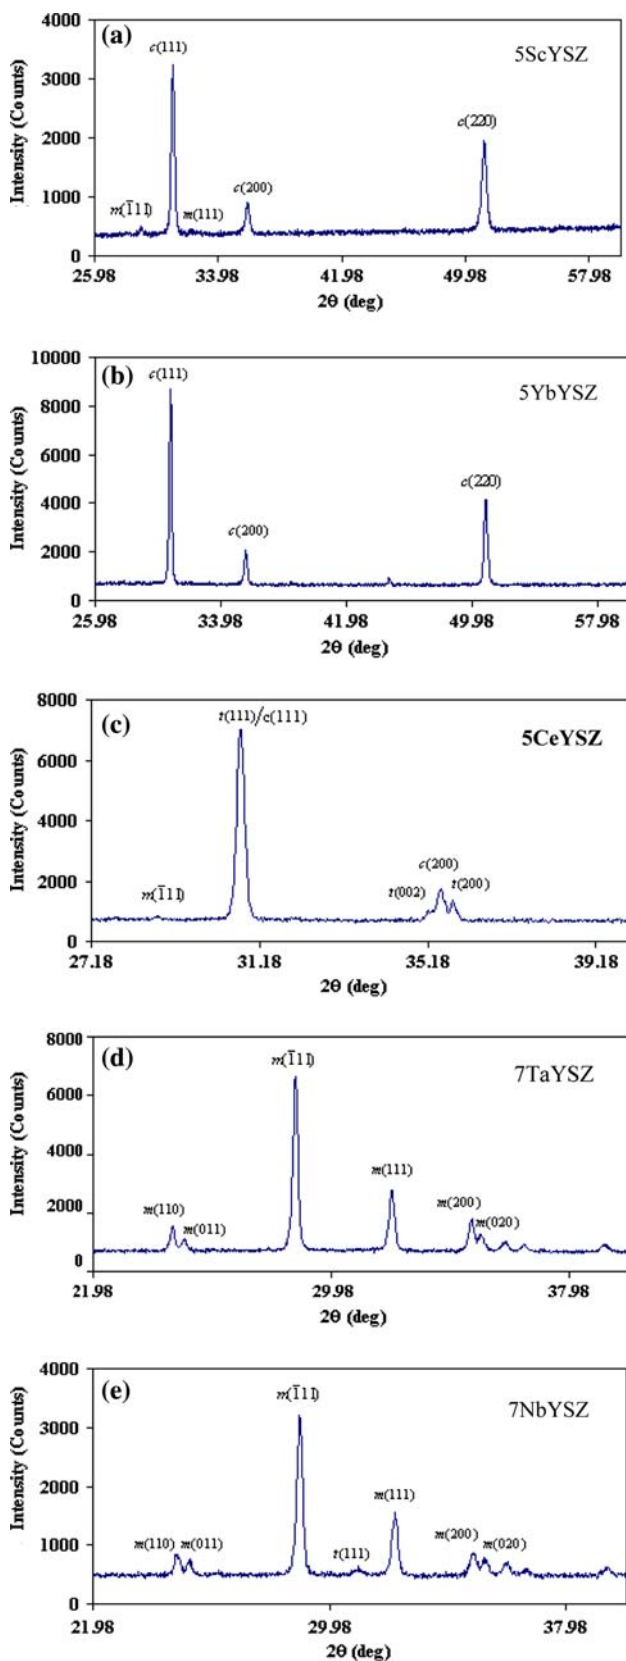 (a)
5ScYSZ
Intensity (Counts)
4000
3000
2000
1000
0
c(111)
m(1̅11)
m(111)
c(200)
c(220)
25.98 33.98 41.98 49.98 57.98
2θ (deg)
(b)
5YbYSZ
Intensity (Counts)
10000
8000
6000
4000
2000
0
c(111)
c(200)
c(220)
25.98 33.98 41.98 49.98 57.98
2θ (deg)
(c)
5CeYSZ
Intensity (Counts)
8000
6000
4000
2000
0
t(111)/c(111)
m(1̅11)
c(200)
t(002)
t(200)
27.18 31.18 35.18 39.18
2θ (deg)
(d)
7TaYSZ
Intensity (Counts)
8000
6000
4000
2000
0
m(1̅11)
m(111)
m(110)
m(011)
m(200)
m(020)
21.98 29.98 37.98
2θ (deg)
(e)
7NbYSZ
Intensity (Counts)
4000
3000
2000
1000
0
m(1̅11)
m(111)
m(110) m(011)
t(111)
m(200)
m(020)
21.98 29.98 37.98
2θ (deg)